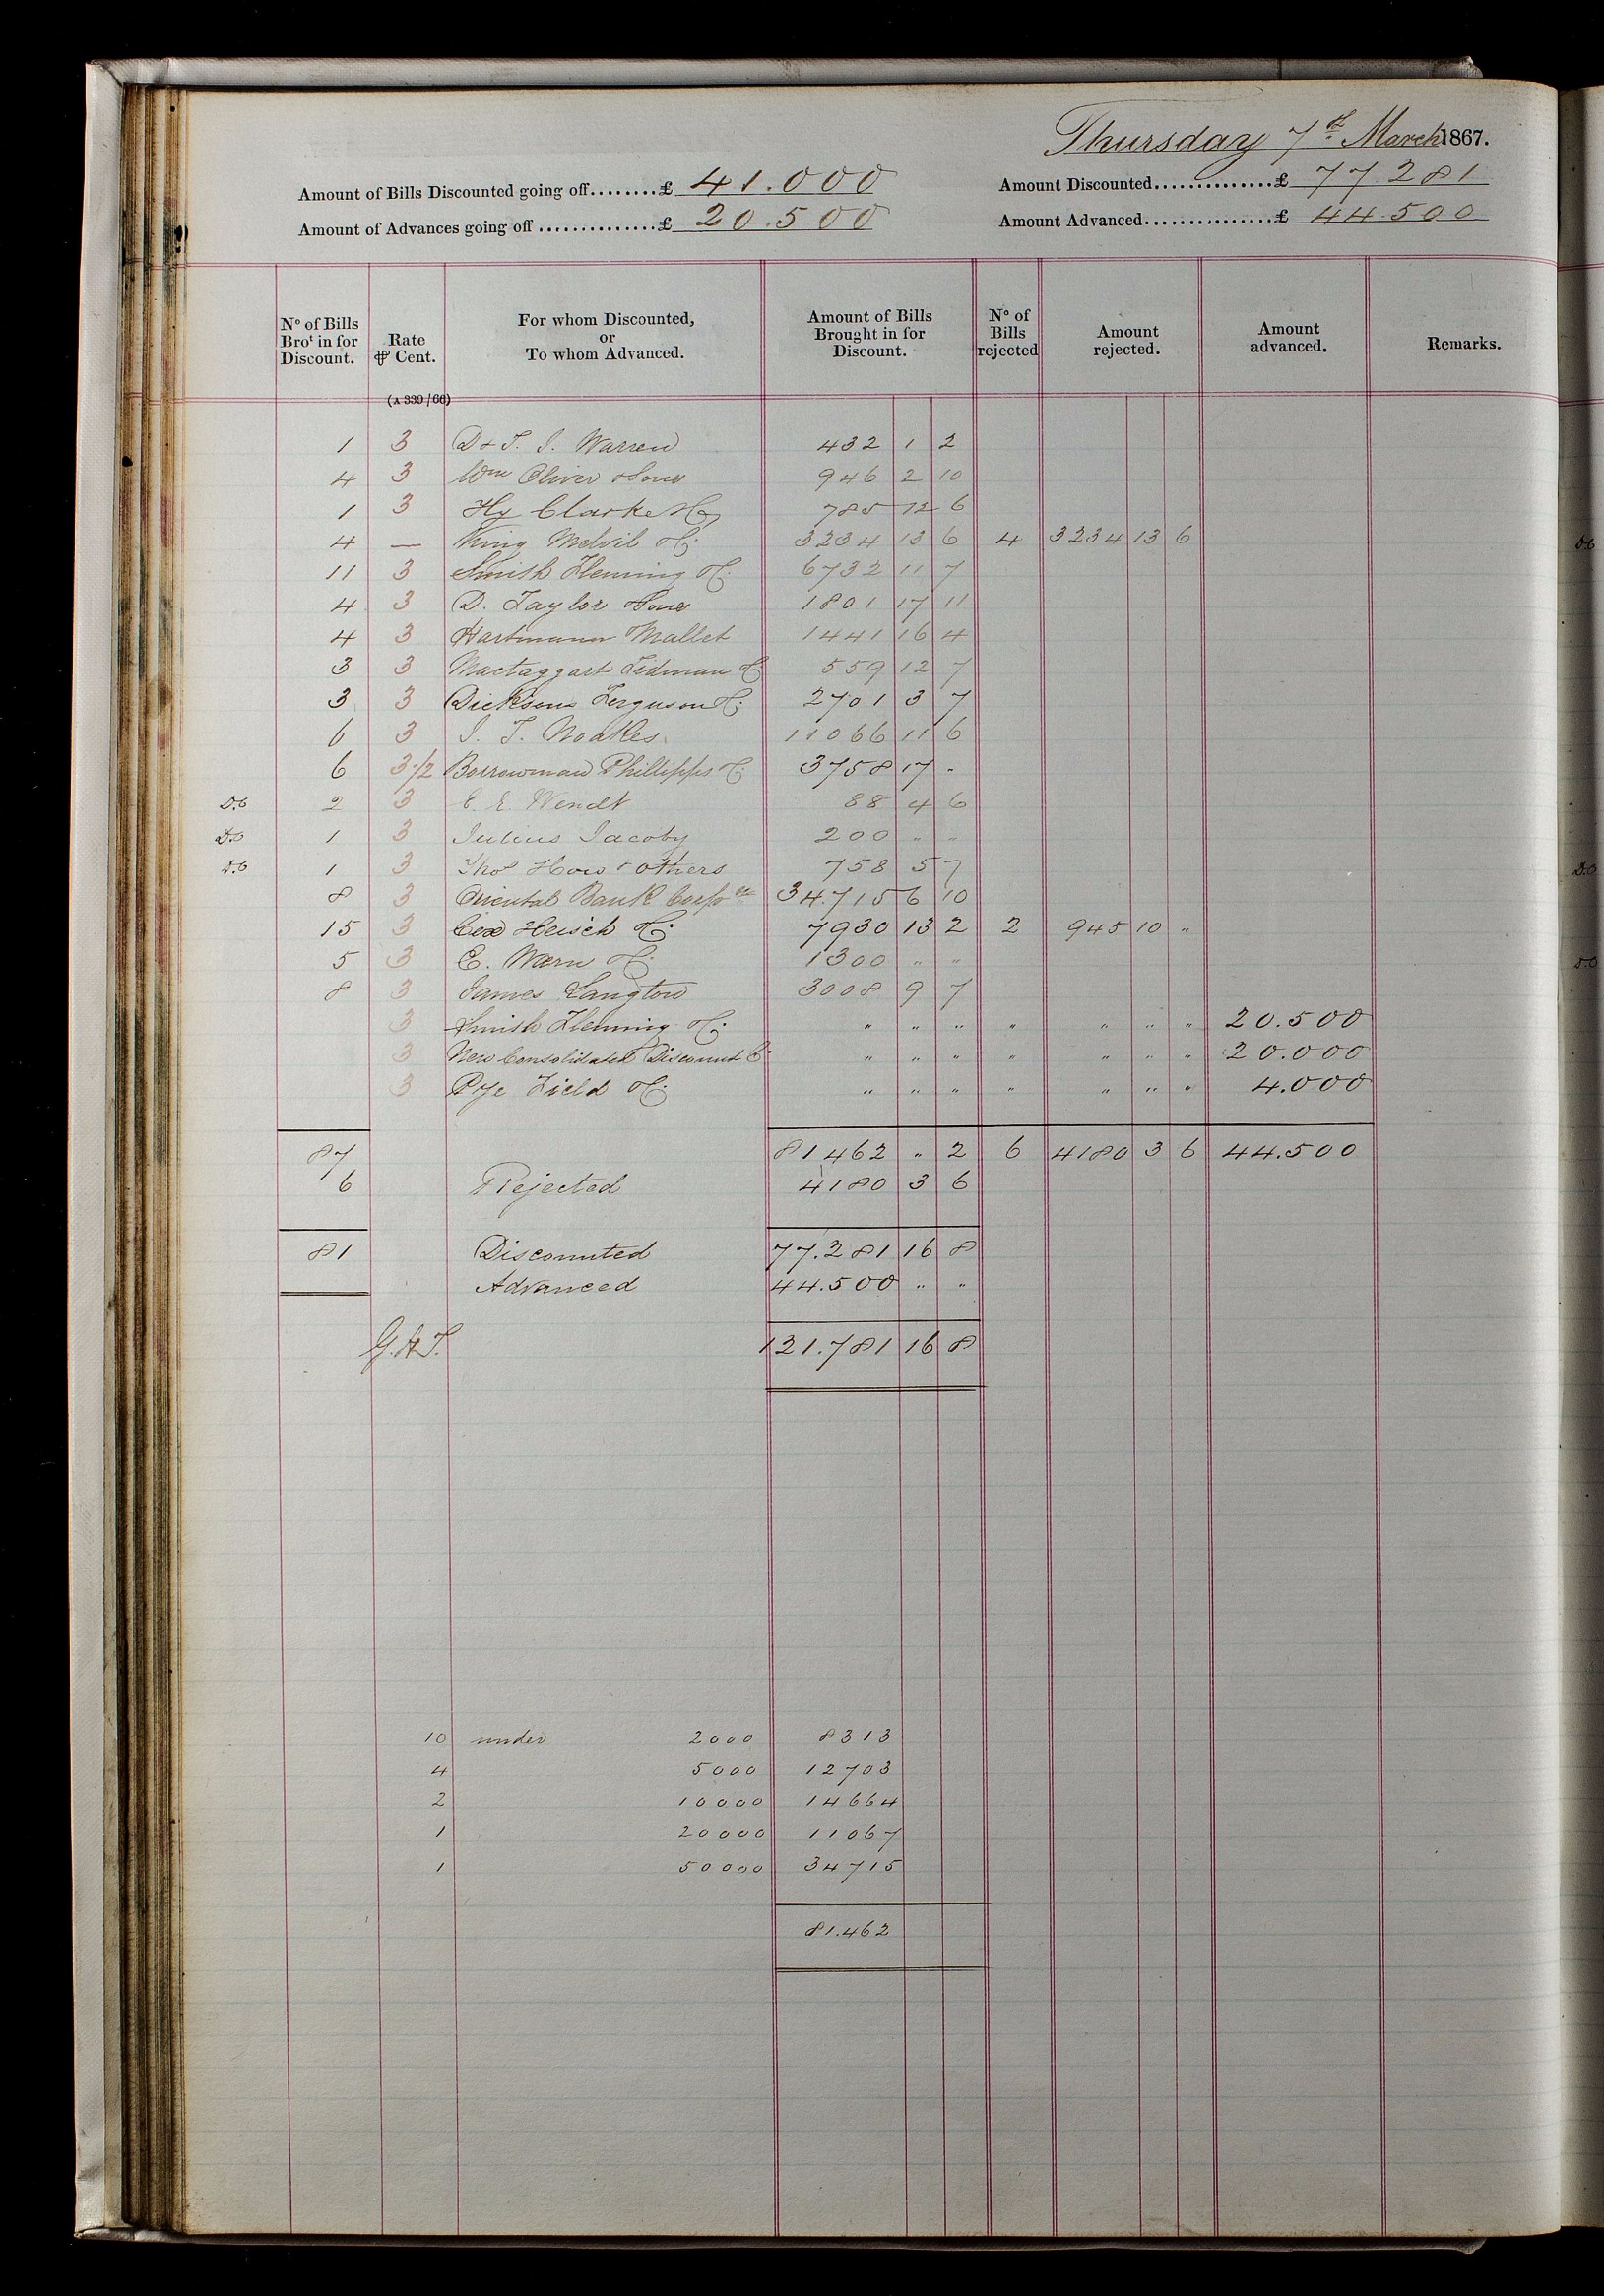 Thursday 7th March 1867.
Amount of Bills Discounted going off........£ 41.000 Amount Discounted...............£ 77.281
Amount of Advances going off...............£ 20.500 Amount Advanced................£ 44.500
No of Bills Brot in for Discount. Rate ⅌ Cent. For whom Discounted, or To whom Advanced. Amount of Bills Brought in for Discount. No of Bills rejected Amount rejected. Amount advanced. Remarks.
(A 339/66)
1 3 D & T. I. Warren 432 1 2
4 3 Wm Oliver & Sons 946 2 10
1 3 Hy Clarke & Co 785 12 6
4 — King Melvil & Co. 3234 13 6 4 3234 13 6
11 3 Smith Fleming & Co. 6732 11 7
4 3 D. Taylor & Sons 1801 17 11
4 3 Hartmann Mallet 1441 16 4
3 3 Mactaggart Tidman & Co 559 12 7
3 3 Dicksons Ferguson & Co. 2701 3 7
6 3 I. T. Noakes 11066 11 6
6 3·1/2 Borrowman Phillipps & Co. 3758 17 "
D.o 2 3 E. E. Wendt 88 4 6
D.o 1 3 Julius Jacoby 200 " "
D.o 1 3 Thos How & others 758 5 7
8 3 Oriental Bank Corpon 34.715 6 10
15 3 Cox Heisch & Co. 7930 13 2 2 945 10 "
5 3 C. Wærn & Co. 1300 " "
8 3 James Langton 3008 9 7
3 Smith Fleming & Co. " " " " " " " 20.500
3 New Consolidated Discount Co. " " " " " " " 20.000
3 Pye Field & Co. " " " " " " " 4.000
87 81462 " 2 6 4180 3 6 44.500
6 Rejected 4180 3 6
81 Discounted 77.281 16 8
Advanced 44.500 " "
G.A.T. 121.781 16 8
10 under 2000 8313
4 5000 12703
2 10000 14664
1 20000 11067
1 50000 34715
81.462